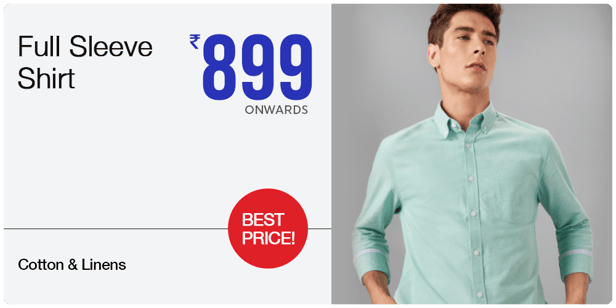 Full Sleeve
Shirt
₹899
ONWARDS
BEST
PRICE!
Cotton & Linens